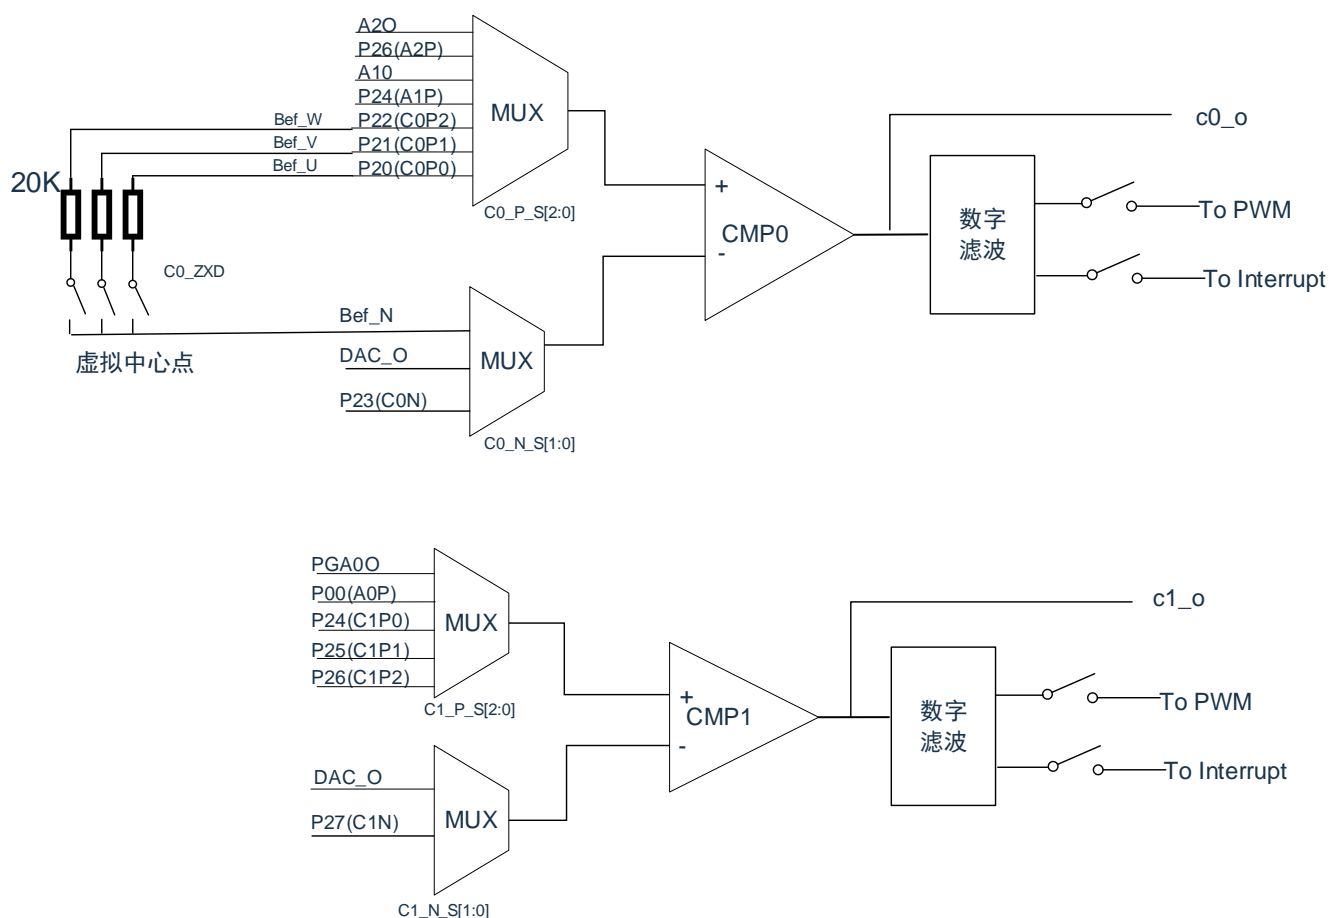 A2O
P26(A2P)
A10
P24(A1P)
Bef_W
P22(C0P2)
Bef_V
P21(C0P1)
Bef_U
P20(C0P0)
MUX
C0_P_S[2:0]
20K
C0_ZXD
虚拟中心点
Bef_N
DAC_O
P23(C0N)
MUX
C0_N_S[1:0]
+
-
CMP0
c0_o
数字
滤波
To PWM
To Interrupt
PGA0O
P00(A0P)
P24(C1P0)
P25(C1P1)
P26(C1P2)
MUX
C1_P_S[2:0]
DAC_O
P27(C1N)
MUX
C1_N_S[1:0]
+
CMP1
-
c1_o
数字
滤波
To PWM
To Interrupt